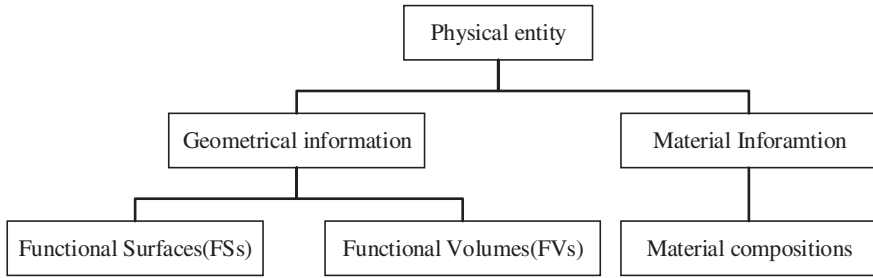 Physical entity
Geometrical information
Material Inforamtion
Functional Surfaces(FSs)
Functional Volumes(FVs)
Material compositions